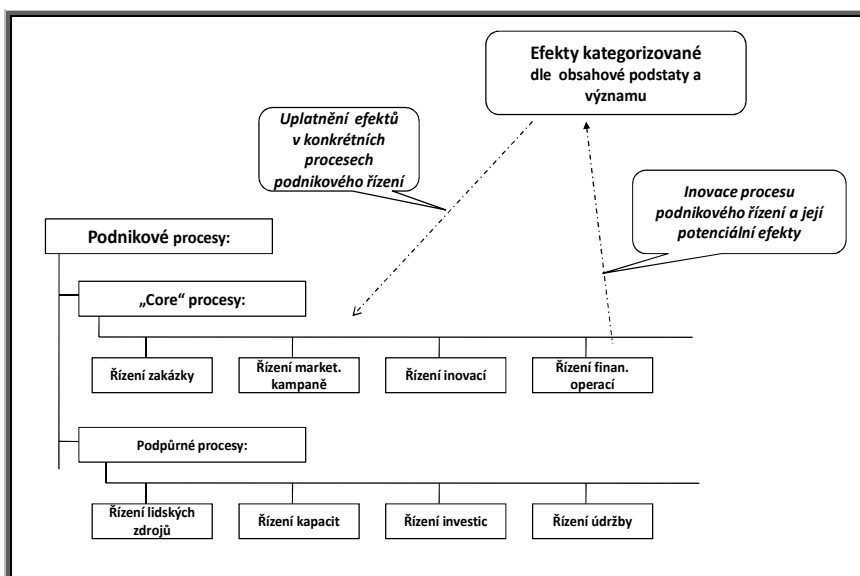 Efekty kategorizované
dle obsahové podstaty a
významu
Uplatnění efektů
v konkrétních
procesech
podnikového řízení
Inovace procesu
podnikového řízení a její
potenciální efekty
Podnikové procesy:
„Core“ procesy:
Řízení zakázky
Řízení market.
kampaně
Řízení inovací
Řízení finan.
operací
Podpůrné procesy:
Řízení lidských
zdrojů
Řízení kapacit
Řízení investic
Řízení údržby